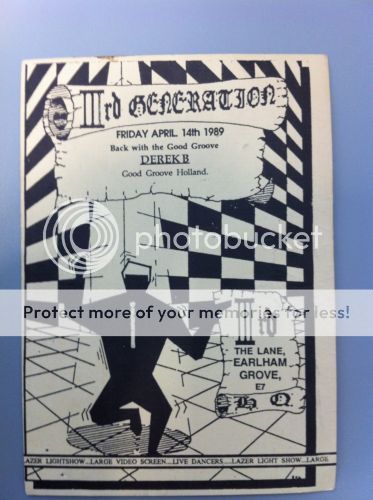 IIIrd GENERATION
FRIDAY APRIL 14th 1989
Back with the Good Groove
DEREK B
Good Groove Holland.
photobucket
Protect more of your memories for less!
IIIrd
THE LANE,
EARLHAM
GROVE,
E7
H Q.
LAZER LIGHTSHOW....LARGE VIDEO SCREEN....LIVE DANCERS....LAZER LIGHT SHOW....LARGE